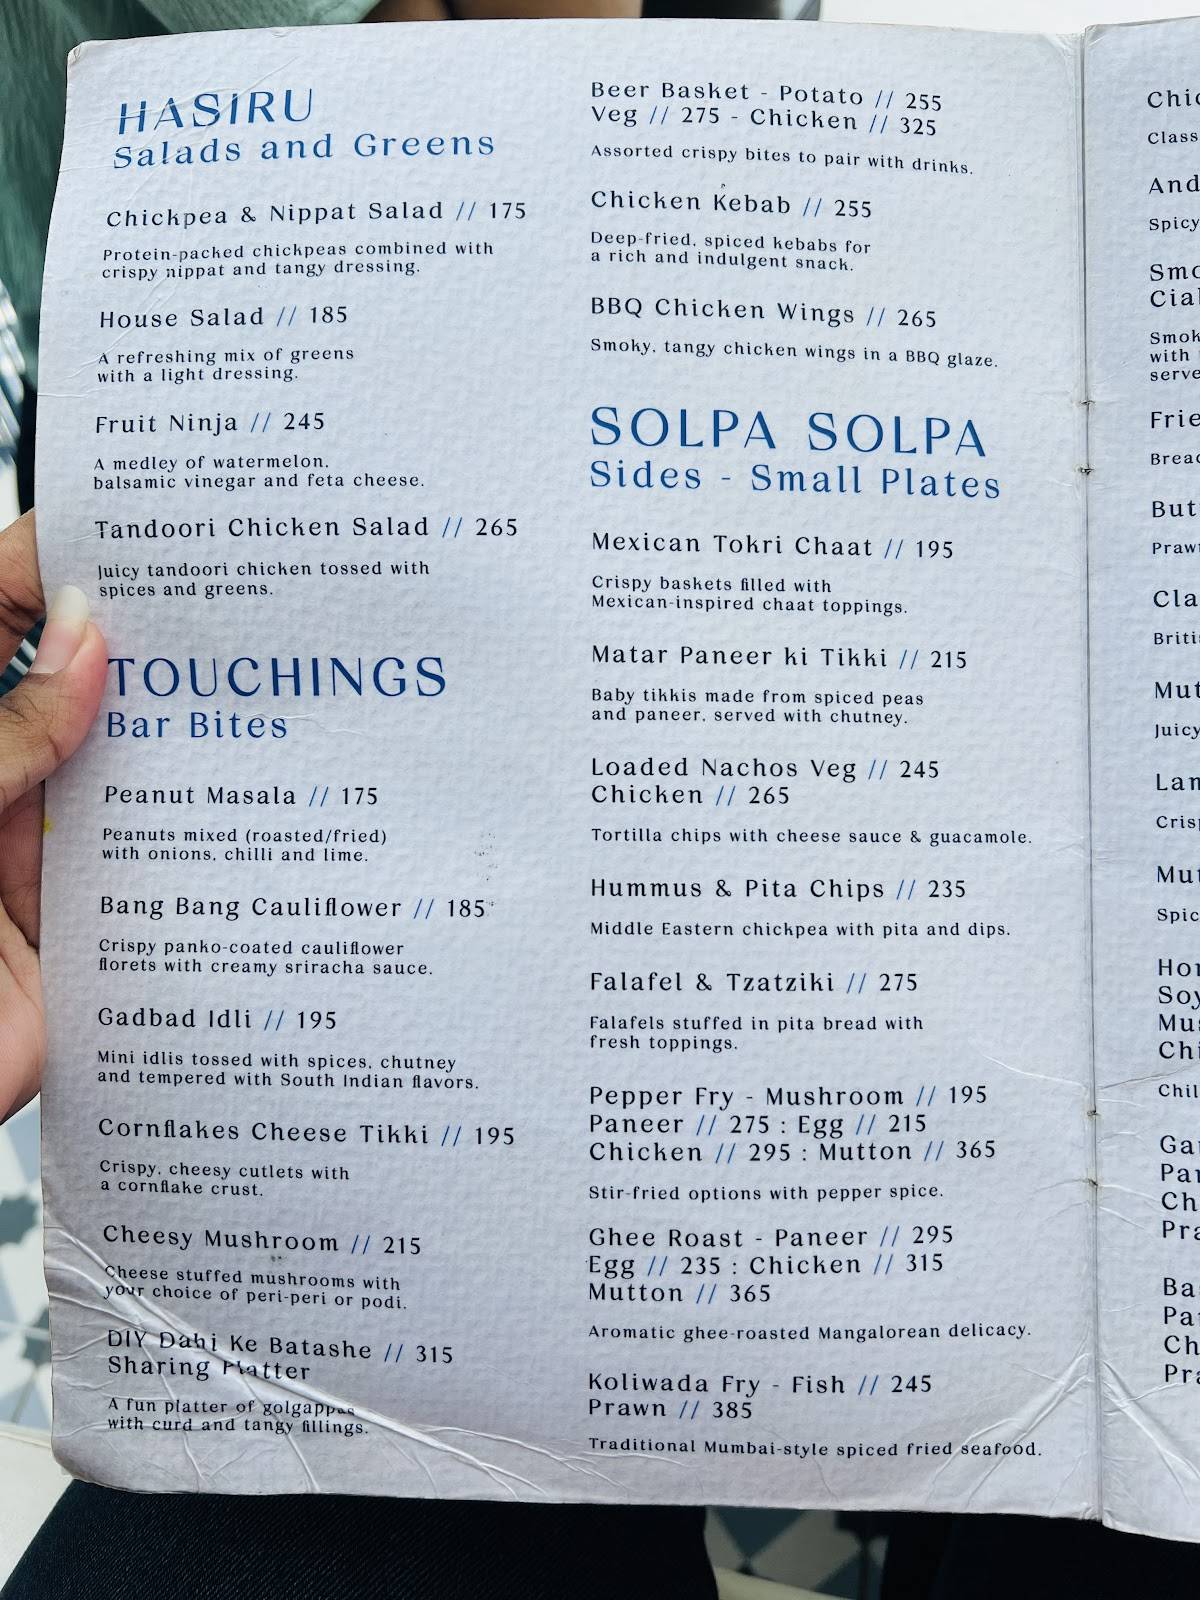 HASIRU
Salads and Greens
Chickpea & Nippat Salad // 175
Protein-packed chickpeas combined with
crispy nippat and tangy dressing.
House Salad // 185
A refreshing mix of greens
with a light dressing.
Fruit Ninja // 245
A medley of watermelon,
balsamic vinegar and feta cheese.
Tandoori Chicken Salad // 265
Juicy tandoori chicken tossed with
spices and greens.
TOUCHINGS
Bar Bites
Peanut Masala // 175
Peanuts mixed (roasted/fried)
with onions, chilli and lime.
Bang Bang Cauliflower // 185
Crispy panko-coated cauliflower
florets with creamy sriracha sauce.
Gadbad Idli // 195
Mini idlis tossed with spices, chutney
and tempered with South Indian flavors.
Cornflakes Cheese Tikki // 195
Crispy, cheesy cutlets with
a cornflake crust.
Cheesy Mushroom // 215
Cheese stuffed mushrooms with
your choice of peri-peri or podi.
DIY Dahi Ke Batashe // 315
Sharing Platter
A fun platter of golgappas
with curd and tangy fillings.
Beer Basket - Potato // 255
Veg // 275 - Chicken // 325
Assorted crispy bites to pair with drinks.
Chicken Kebab // 255
Deep-fried, spiced kebabs for
a rich and indulgent snack.
BBQ Chicken Wings // 265
Smoky, tangy chicken wings in a BBQ glaze.
SOLPA SOLPA
Sides - Small Plates
Mexican Tokri Chaat // 195
Crispy baskets filled with
Mexican-inspired chaat toppings.
Matar Paneer ki Tikki // 215
Baby tikkis made from spiced peas
and paneer, served with chutney.
Loaded Nachos Veg // 245
Chicken // 265
Tortilla chips with cheese sauce & guacamole.
Hummus & Pita Chips // 235
Middle Eastern chickpea with pita and dips.
Falafel & Tzatziki // 275
Falafels stuffed in pita bread with
fresh toppings.
Pepper Fry - Mushroom // 195
Paneer // 275 : Egg // 215
Chicken // 295 : Mutton // 365
Stir-fried options with pepper spice.
Ghee Roast - Paneer // 295
Egg // 235 : Chicken // 315
Mutton // 365
Aromatic ghee-roasted Mangalorean delicacy.
Koliwada Fry - Fish // 245
Prawn // 385
Traditional Mumbai-style spiced fried seafood.